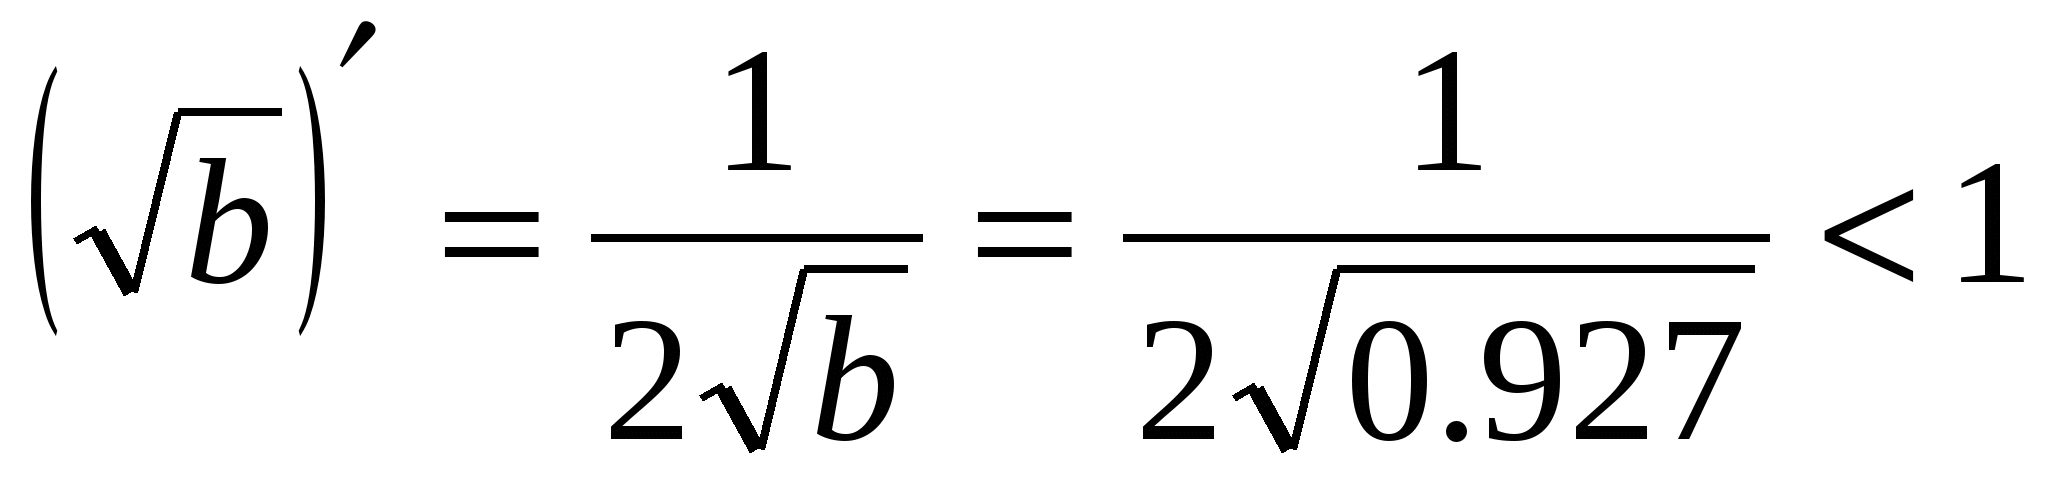 (√b)′ = 1/(2√b) = 1/(2√0.927) < 1